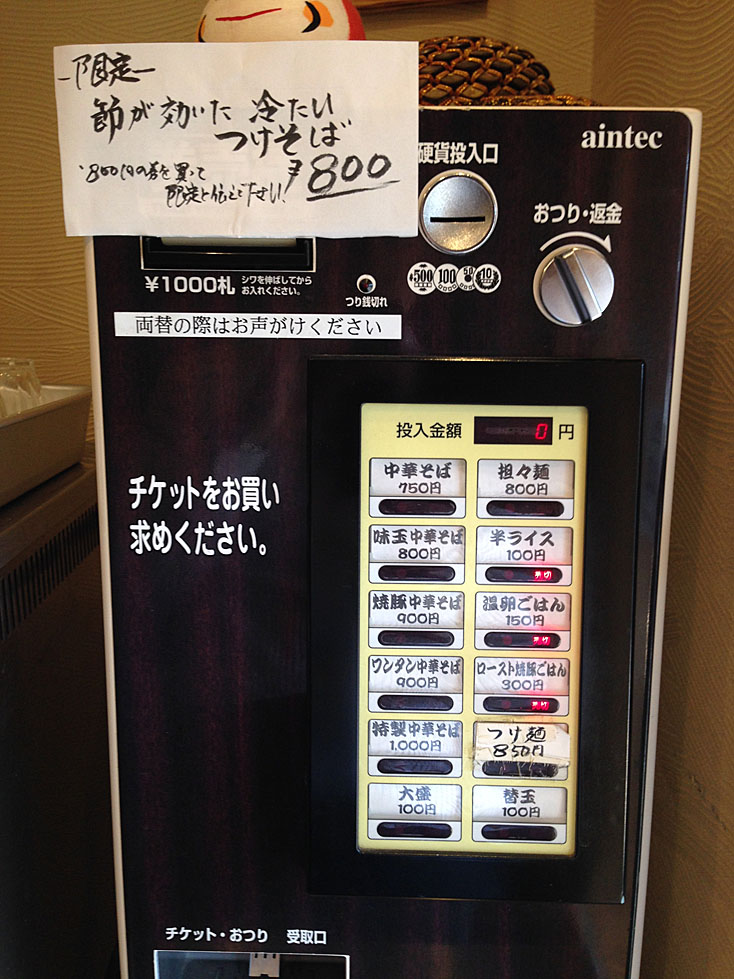 -限定-
節が効いた 冷たい
つけそば
¥800
・800円の券を買って
限定と伝えて下さい!
aintec
硬貨投入口
おつり・返金
¥1000札 シワを伸ばしてから
お入れください。
つり銭切れ
500 100 50 10
両替の際はお声がけください
投入金額 0 円
チケットをお買い
求めください。
中華そば
750円
担々麺
800円
味玉中華そば
800円
半ライス
100円
売切
焼豚中華そば
900円
温卵ごはん
150円
売切
ワンタン中華そば
900円
ロースト焼豚ごはん
300円
売切
特製中華そば
1,000円
つけ麺
850円
大盛
100円
替玉
100円
チケット・おつり 受取口